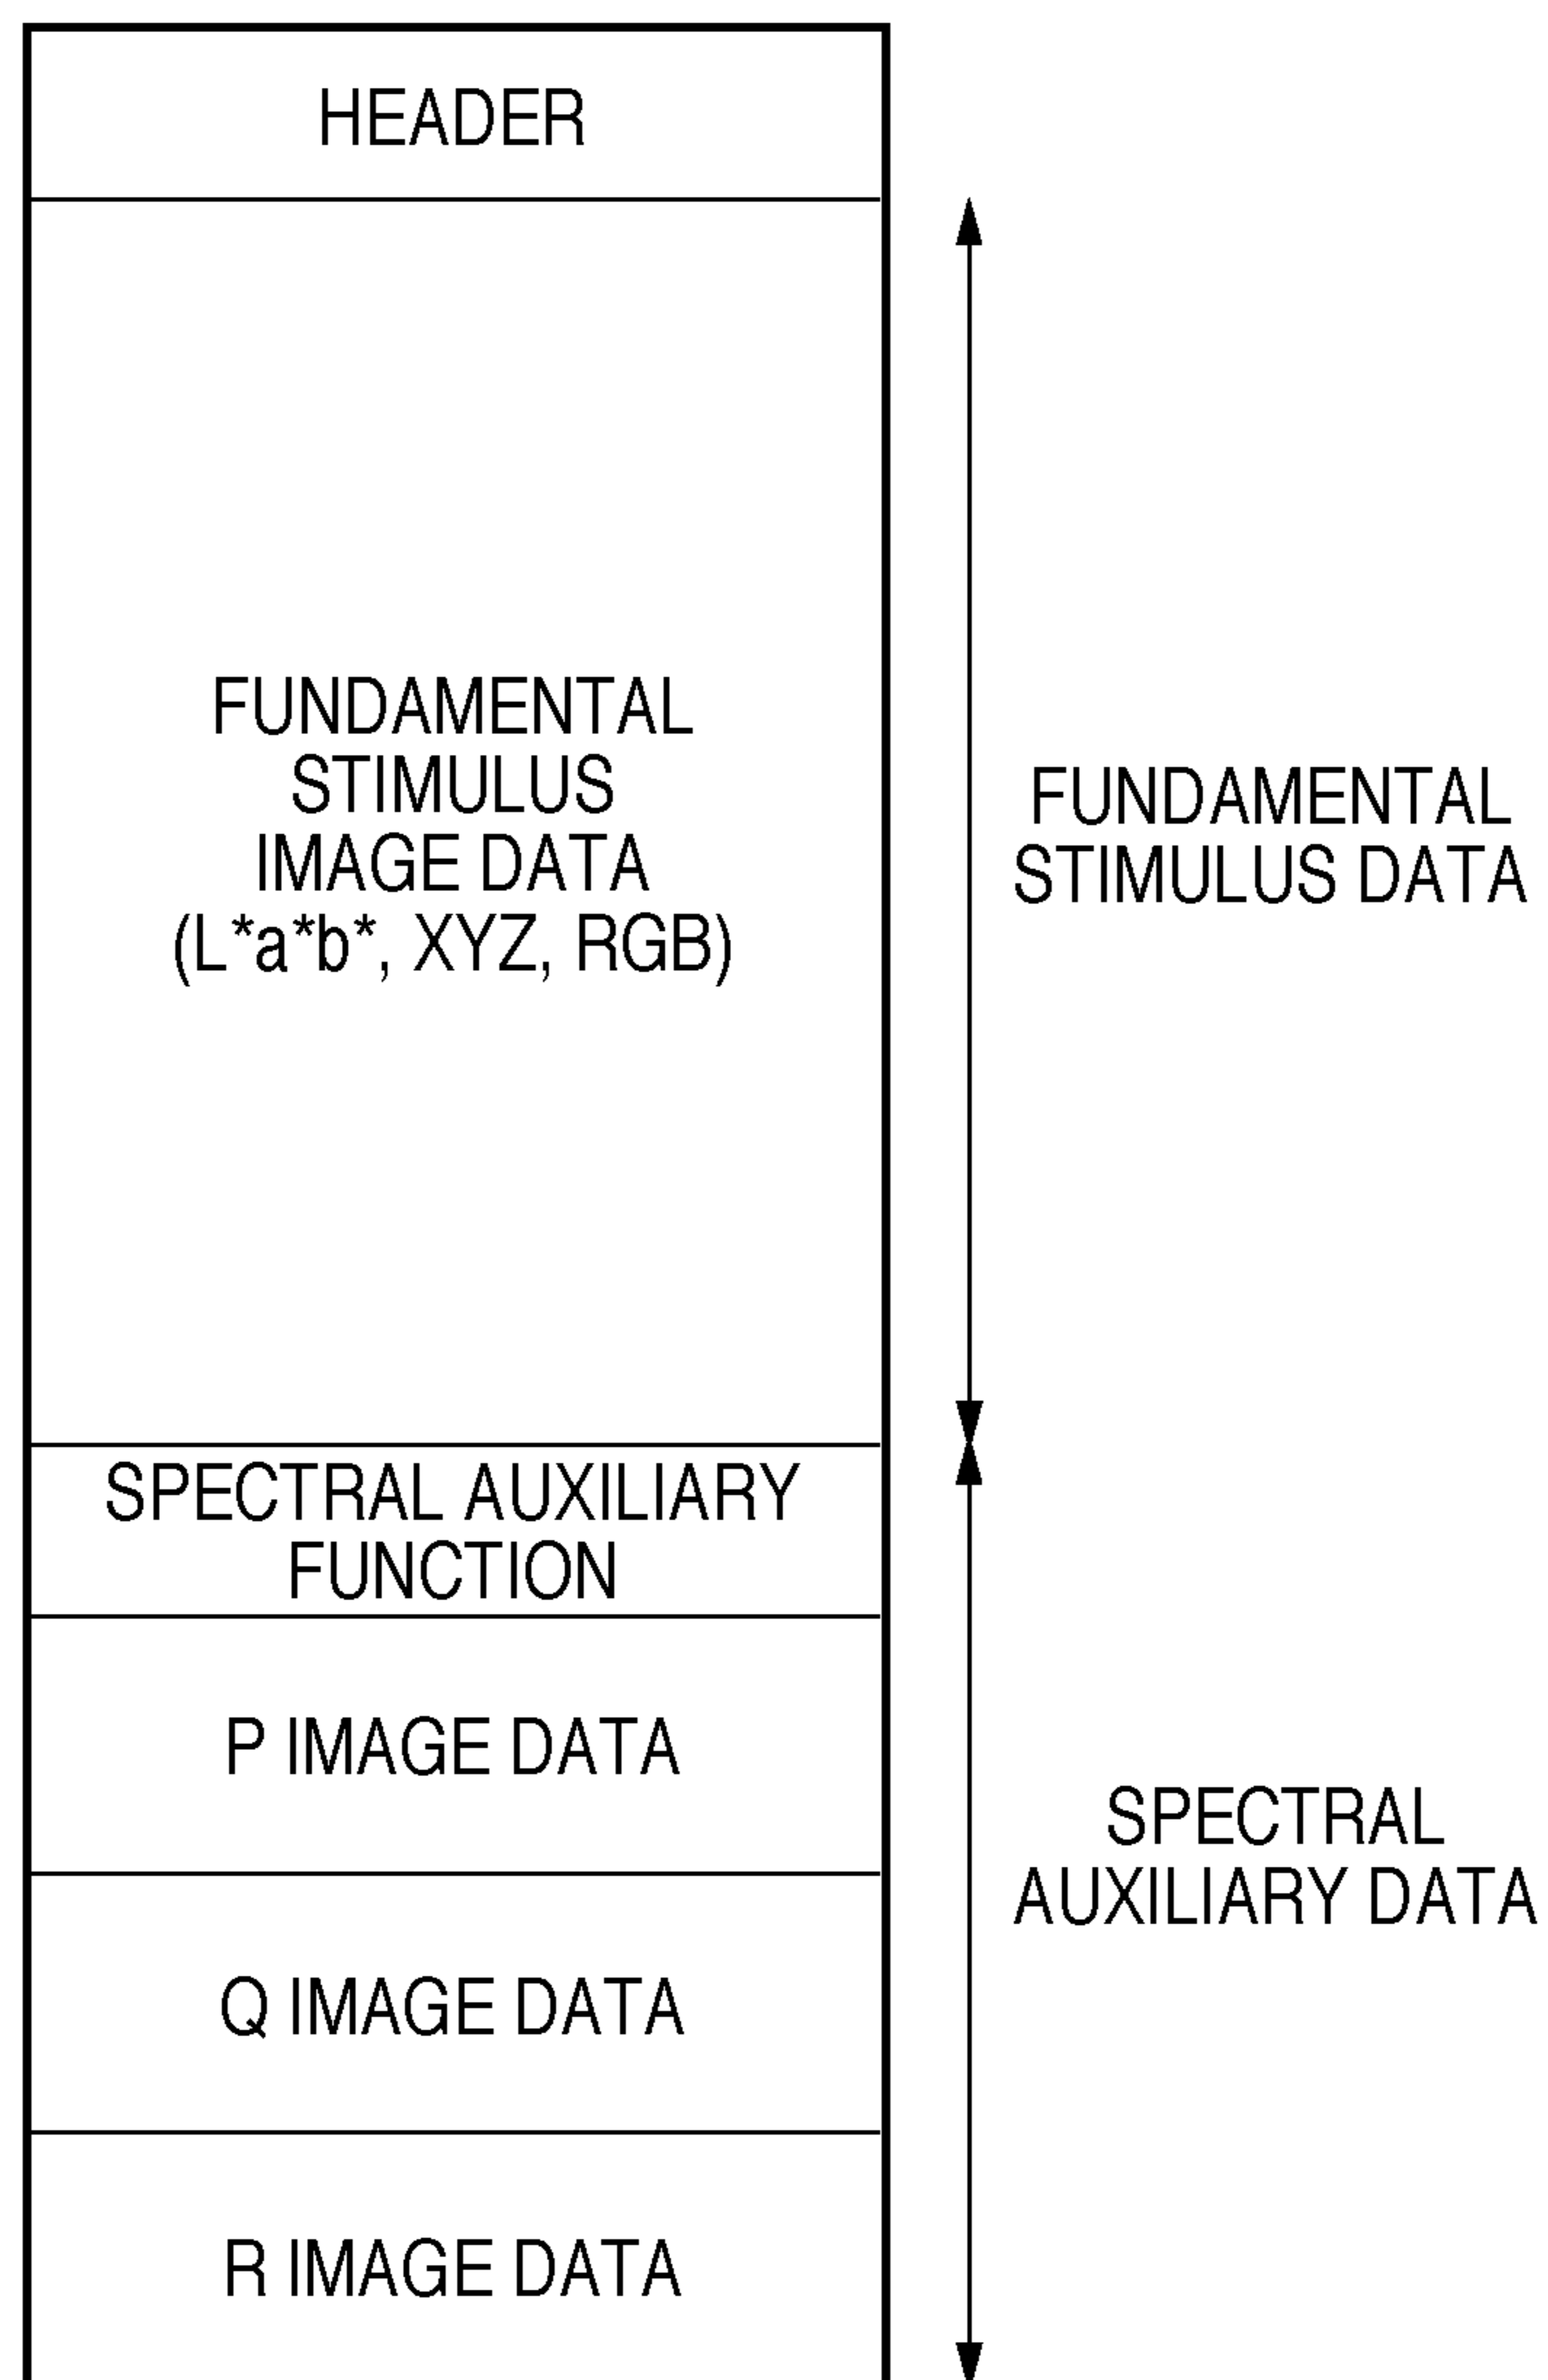 HEADER
FUNDAMENTAL
STIMULUS
IMAGE DATA
(L*a*b*, XYZ, RGB)
FUNDAMENTAL
STIMULUS DATA
SPECTRAL AUXILIARY
FUNCTION
P IMAGE DATA
Q IMAGE DATA
R IMAGE DATA
SPECTRAL
AUXILIARY DATA